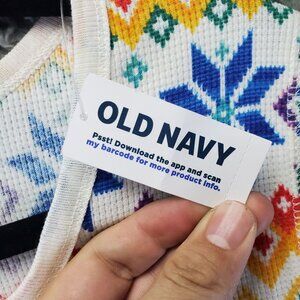 OLD NAVY
Psst! Download the app and scan
my barcode for more product info.